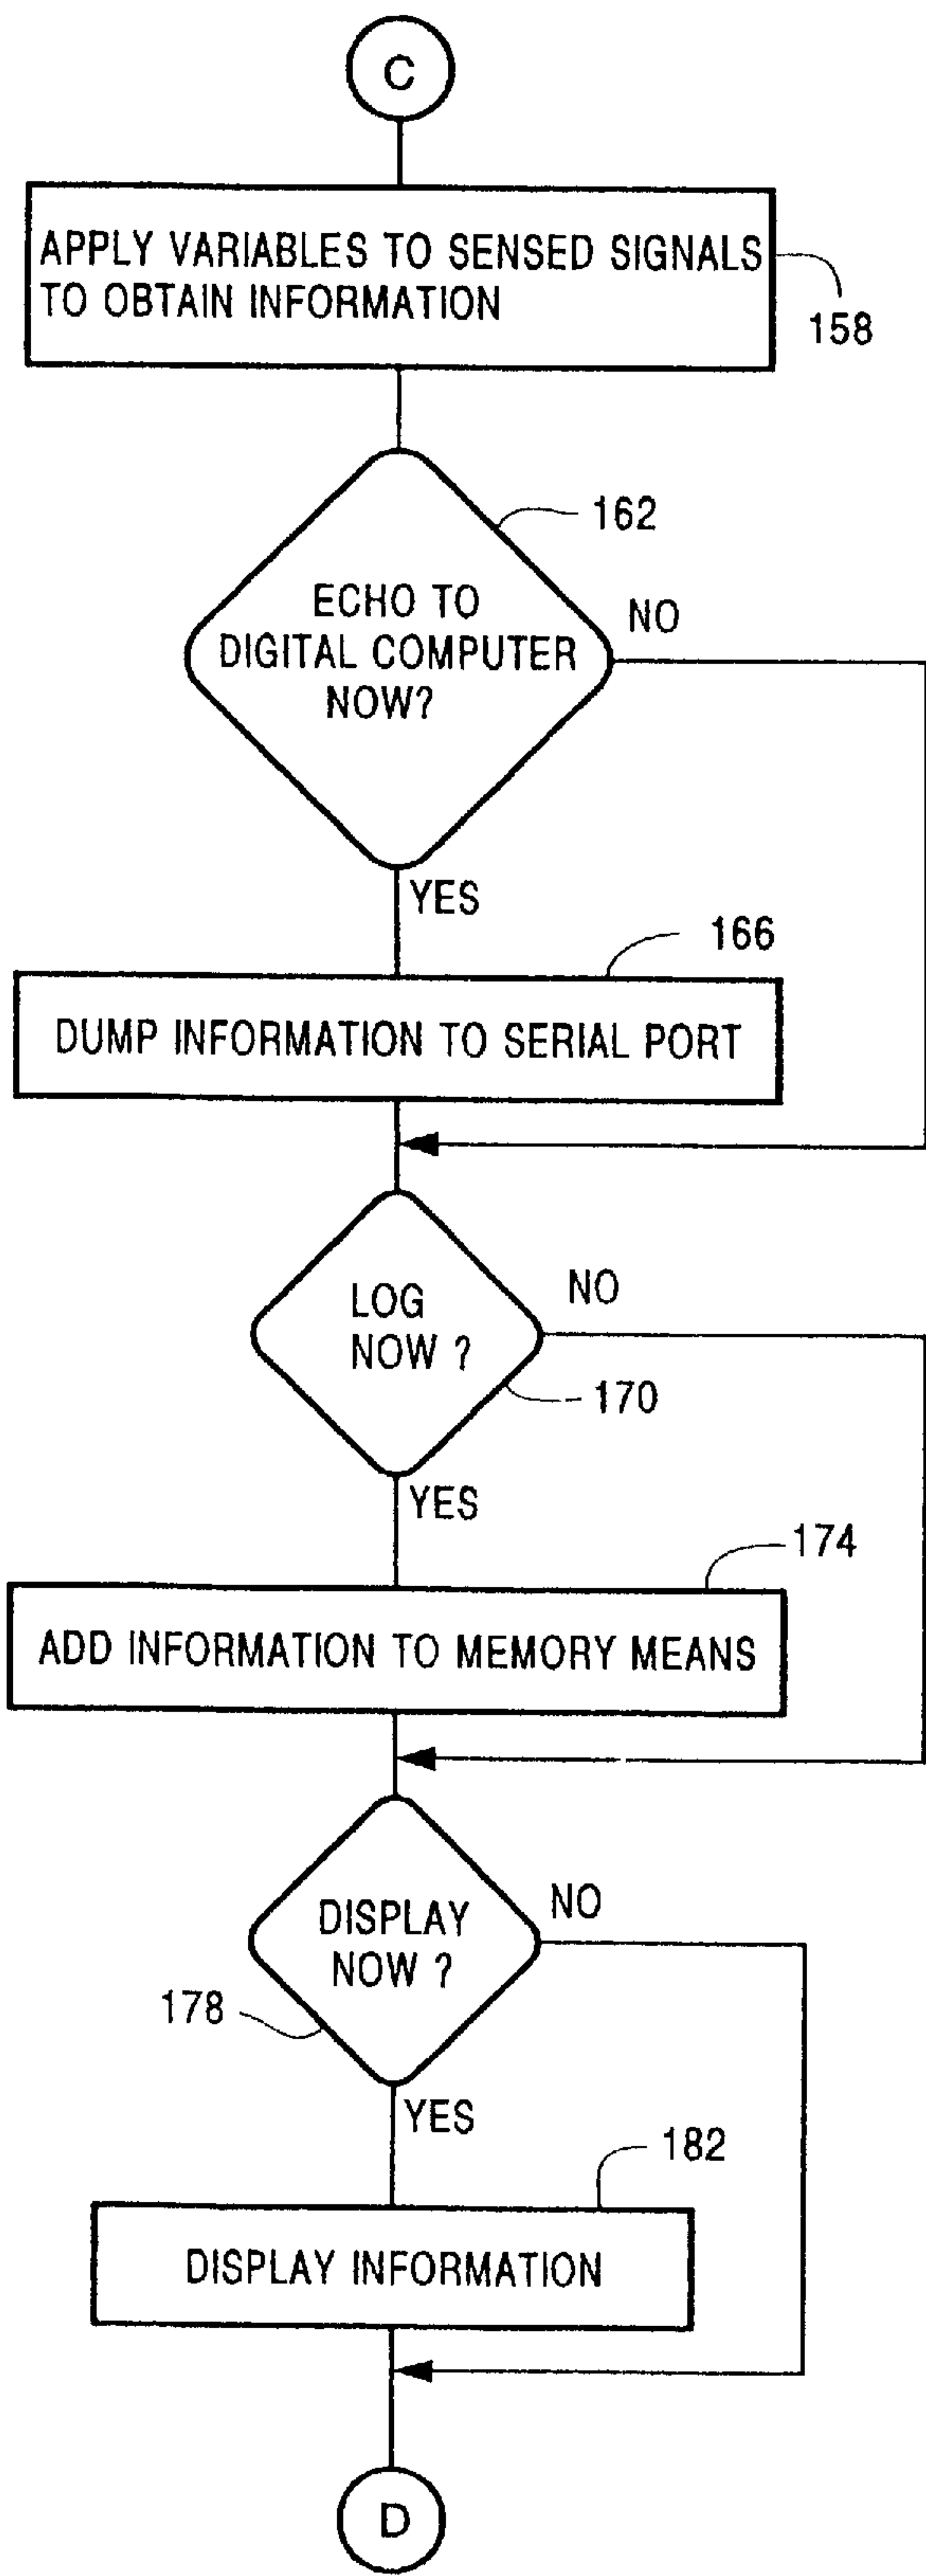 C
APPLY VARIABLES TO SENSED SIGNALS
TO OBTAIN INFORMATION
158
162
ECHO TO
DIGITAL COMPUTER
NOW?
NO
YES
166
DUMP INFORMATION TO SERIAL PORT
LOG
NOW ?
NO
170
YES
174
ADD INFORMATION TO MEMORY MEANS
DISPLAY
NOW ?
NO
178
YES
182
DISPLAY INFORMATION
D